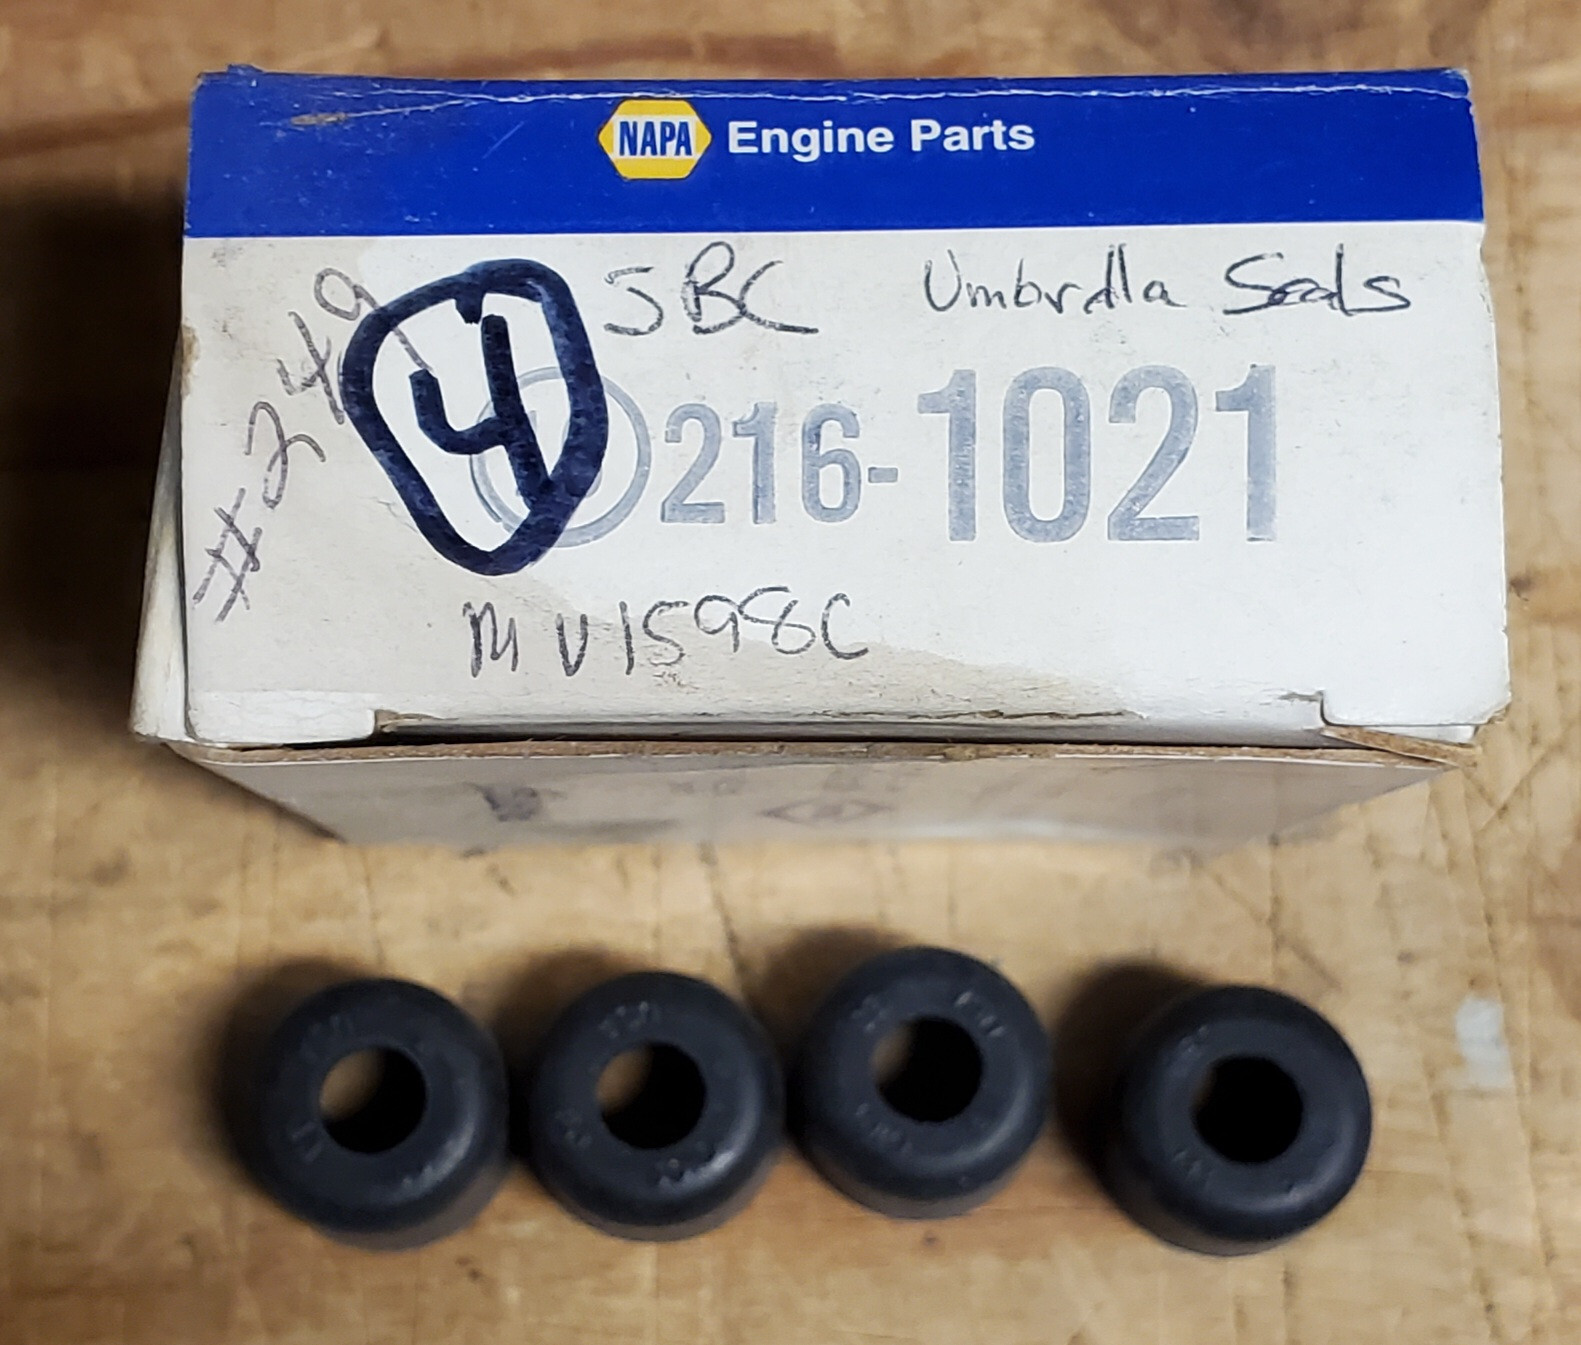 NAPA Engine Parts
SBC Umbrella Seals
#249
4
216-1021
MV1598C